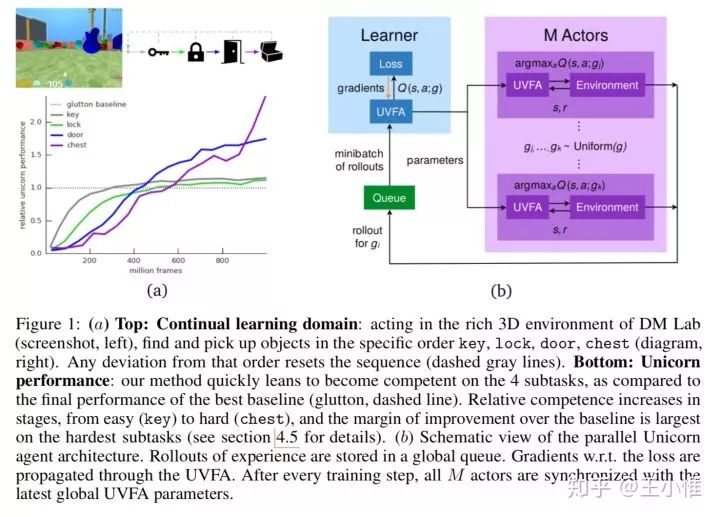 glutton baseline
key
lock
door
chest
relative unicorn performance
2.0
1.5
1.0
0.5
0.0
200 400 600 800
million frames
(a)
Learner
Loss
gradients Q(s,a;g)
UVFA
minibatch
of rollouts
parameters
Queue
rollout
for gᵢ
M Actors
argmaxₐQ(s,a;gⱼ)
UVFA Environment
s,r
gⱼ,...gₖ ~ Uniform(g)
argmaxₐQ(s,a;gₖ)
UVFA Environment
s,r
(b)
Figure 1: (a) Top: Continual learning domain: acting in the rich 3D environment of DM Lab
(screenshot, left), find and pick up objects in the specific order key, lock, door, chest (diagram,
right). Any deviation from that order resets the sequence (dashed gray lines). Bottom: Unicorn
performance: our method quickly leans to become competent on the 4 subtasks, as compared to
the final performance of the best baseline (glutton, dashed line). Relative competence increases in
stages, from easy (key) to hard (chest), and the margin of improvement over the baseline is largest
on the hardest subtasks (see section 4.5 for details). (b) Schematic view of the parallel Unicorn
agent architecture. Rollouts of experience are stored in a global queue. Gradients w.r.t. the loss are
propagated through the UVFA. After every training step, all M actors are synchronized with the
latest global UVFA parameters.
知乎 @王小惟